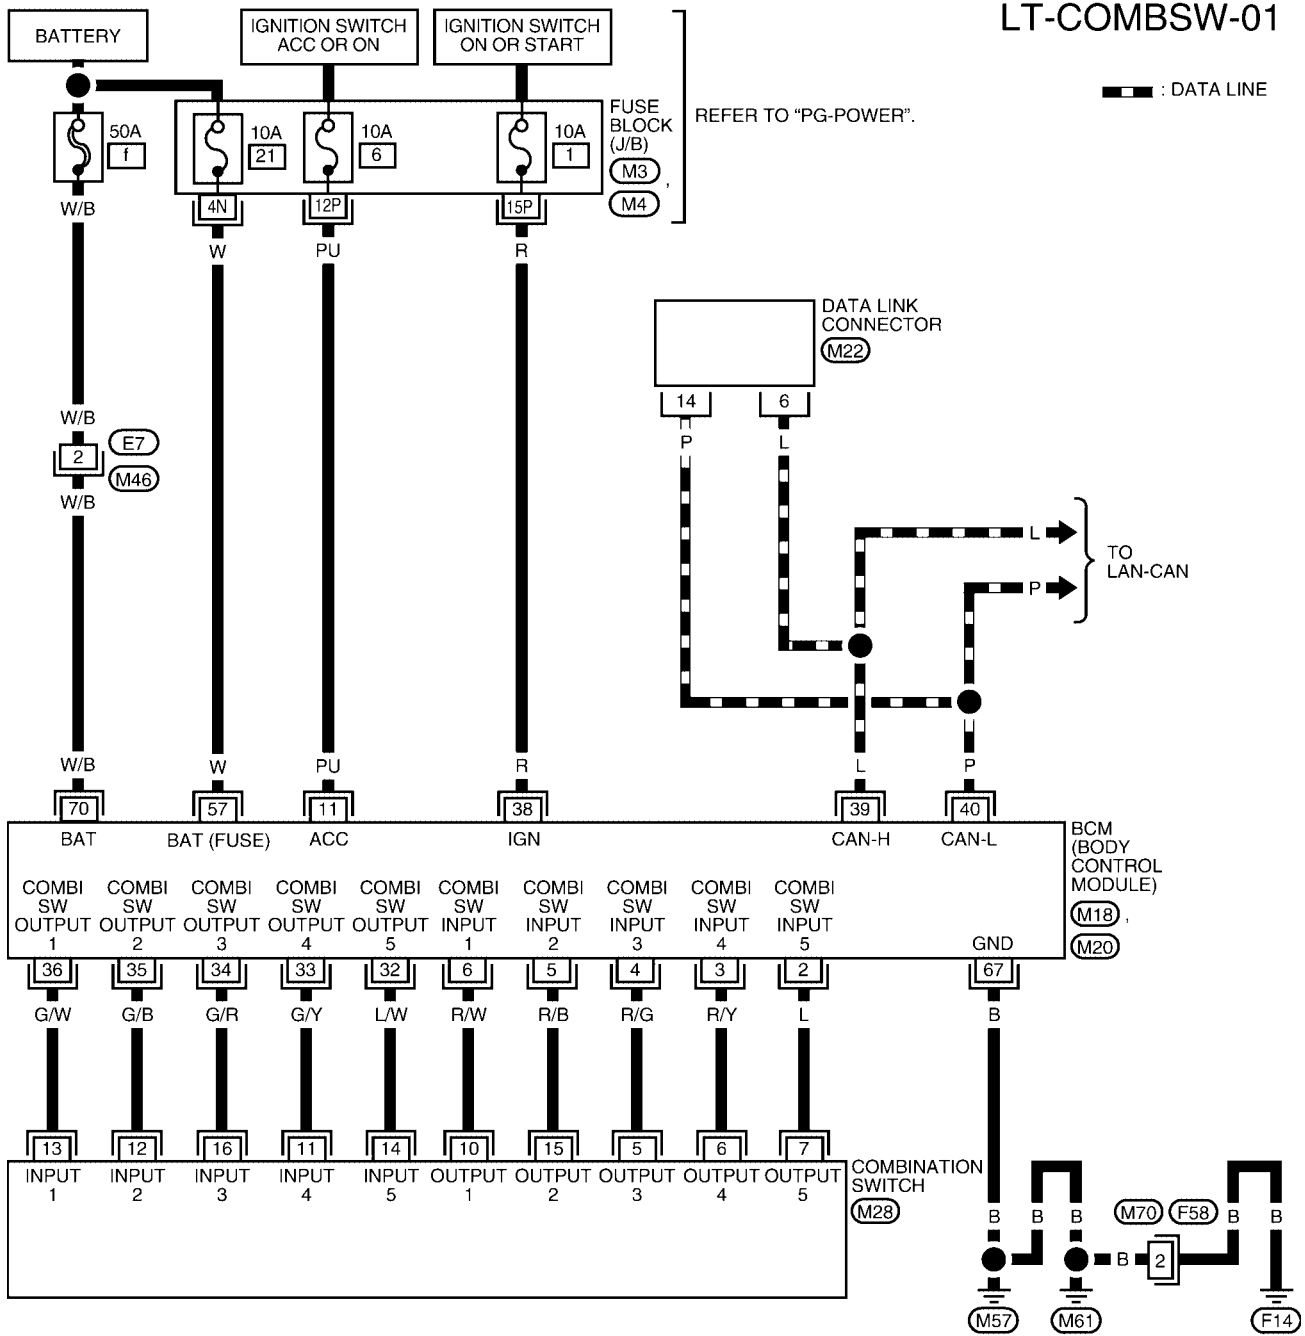 LT-COMBSW-01
BATTERY
IGNITION SWITCH
ACC OR ON
IGNITION SWITCH
ON OR START
: DATA LINE
50A
f
10A
21
10A
6
10A
1
FUSE
BLOCK
(J/B)
M3 ,
M4
REFER TO "PG-POWER".
4N
12P
15P
W/B
W
PU
R
DATA LINK
CONNECTOR
M22
14
6
P
L
W/B
2
E7
M46
W/B
L
P
TO
LAN-CAN
W/B
W
PU
R
L
P
70
57
11
38
39
40
BAT
BAT (FUSE)
ACC
IGN
CAN-H
CAN-L
BCM
(BODY
CONTROL
MODULE)
M18 ,
M20
COMBI
SW
OUTPUT
1
COMBI
SW
OUTPUT
2
COMBI
SW
OUTPUT
3
COMBI
SW
OUTPUT
4
COMBI
SW
OUTPUT
5
COMBI
SW
INPUT
1
COMBI
SW
INPUT
2
COMBI
SW
INPUT
3
COMBI
SW
INPUT
4
COMBI
SW
INPUT
5
GND
36
35
34
33
32
6
5
4
3
2
67
G/W
G/B
G/R
G/Y
L/W
R/W
R/B
R/G
R/Y
L
B
13
12
16
11
14
10
15
5
6
7
INPUT
1
INPUT
2
INPUT
3
INPUT
4
INPUT
5
OUTPUT
1
OUTPUT
2
OUTPUT
3
OUTPUT
4
OUTPUT
5
COMBINATION
SWITCH
M28
B
B
B
M70
F58
B
B
B
2
M57
M61
F14